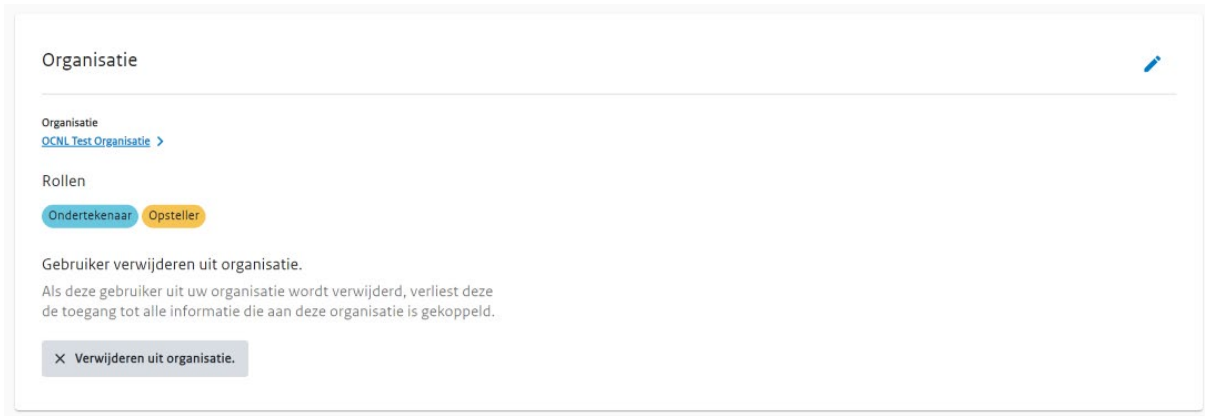 Organisatie
Organisatie
OCNL Test Organisatie >
Rollen
Ondertekenaar Opsteller
Gebruiker verwijderen uit organisatie.
Als deze gebruiker uit uw organisatie wordt verwijderd, verliest deze
de toegang tot alle informatie die aan deze organisatie is gekoppeld.
Verwijderen uit organisatie.